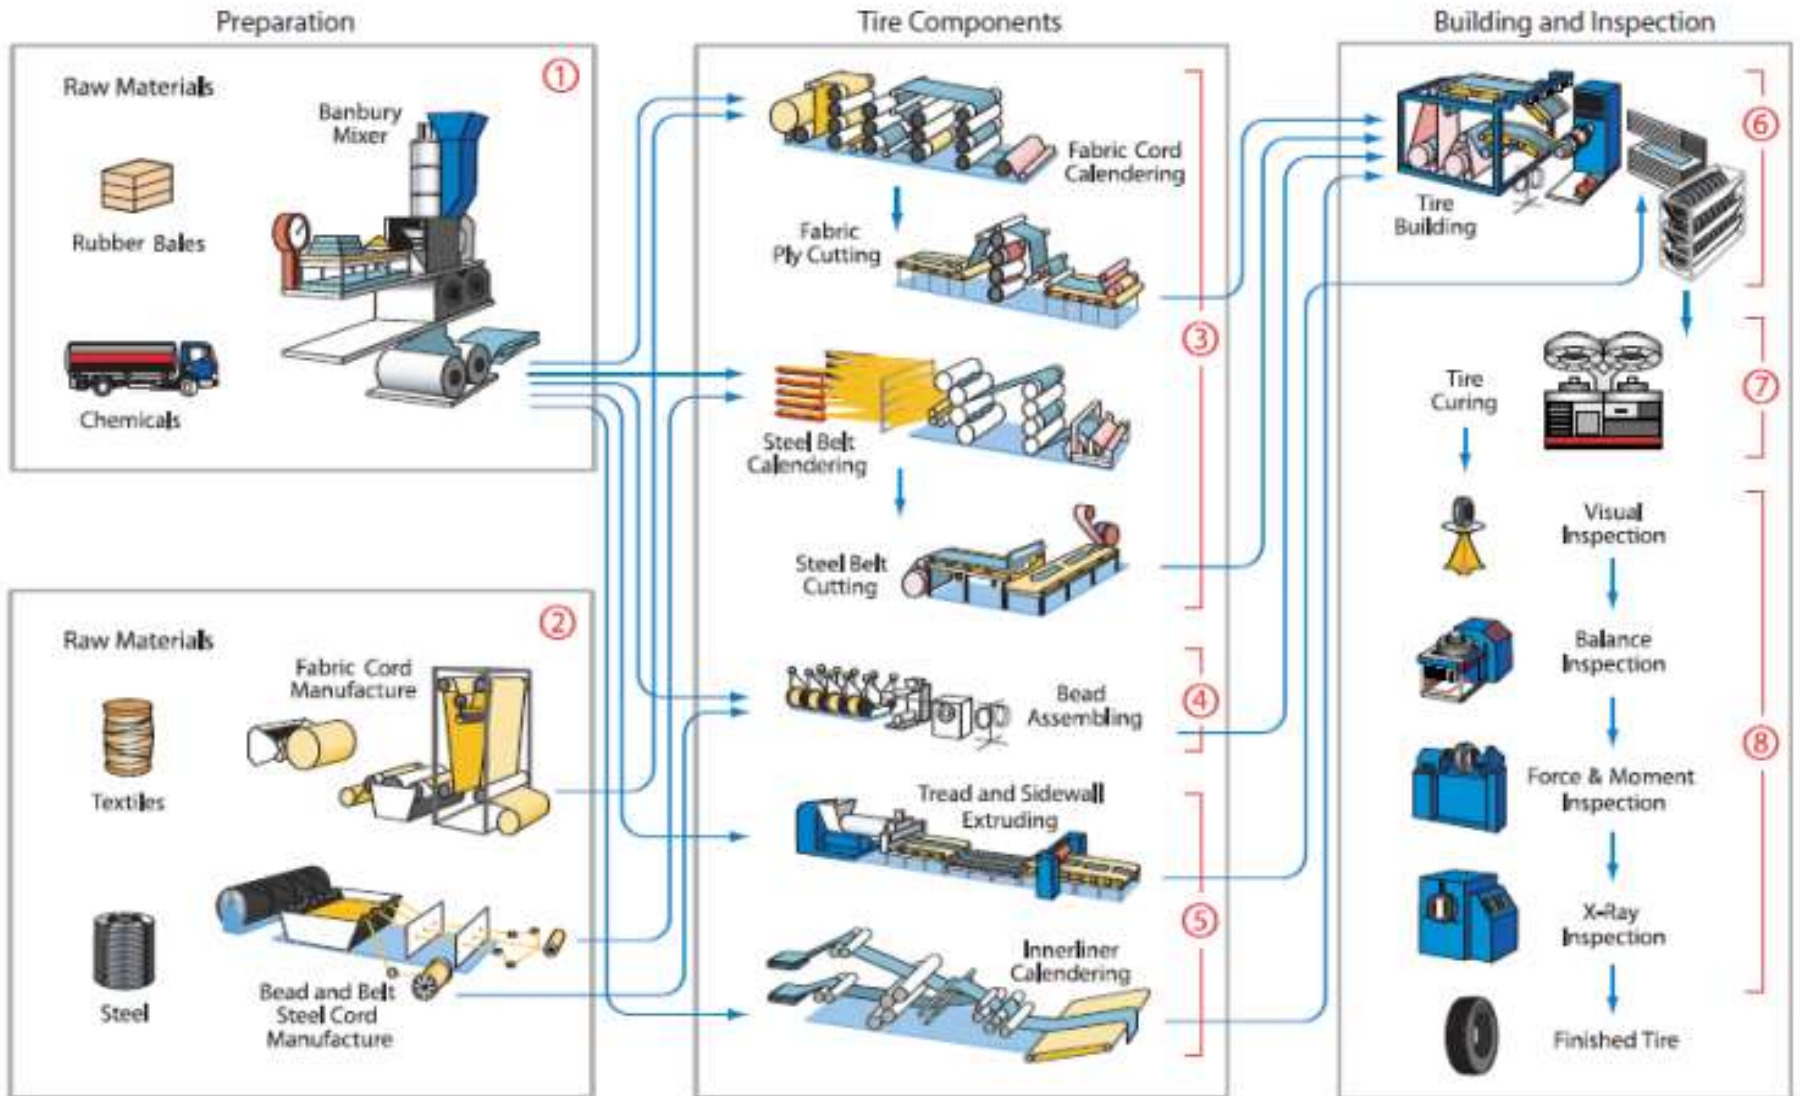 Preparation
Raw Materials
①
Banbury
Mixer
Rubber Bales
Chemicals
②
Raw Materials
Fabric Cord
Manufacture
Textiles
Steel
Bead and Belt
Steel Cord
Manufacture
Tire Components
Fabric Cord
Calendering
Fabric
Ply Cutting
③
Steel Belt
Calendering
Steel Belt
Cutting
Bead
Assembling
④
Tread and Sidewall
Extruding
⑤
Innerliner
Calendering
Building and Inspection
⑥
Tire
Building
Tire
Curing
⑦
Visual
Inspection
Balance
Inspection
⑧
Force & Moment
Inspection
X-Ray
Inspection
Finished Tire